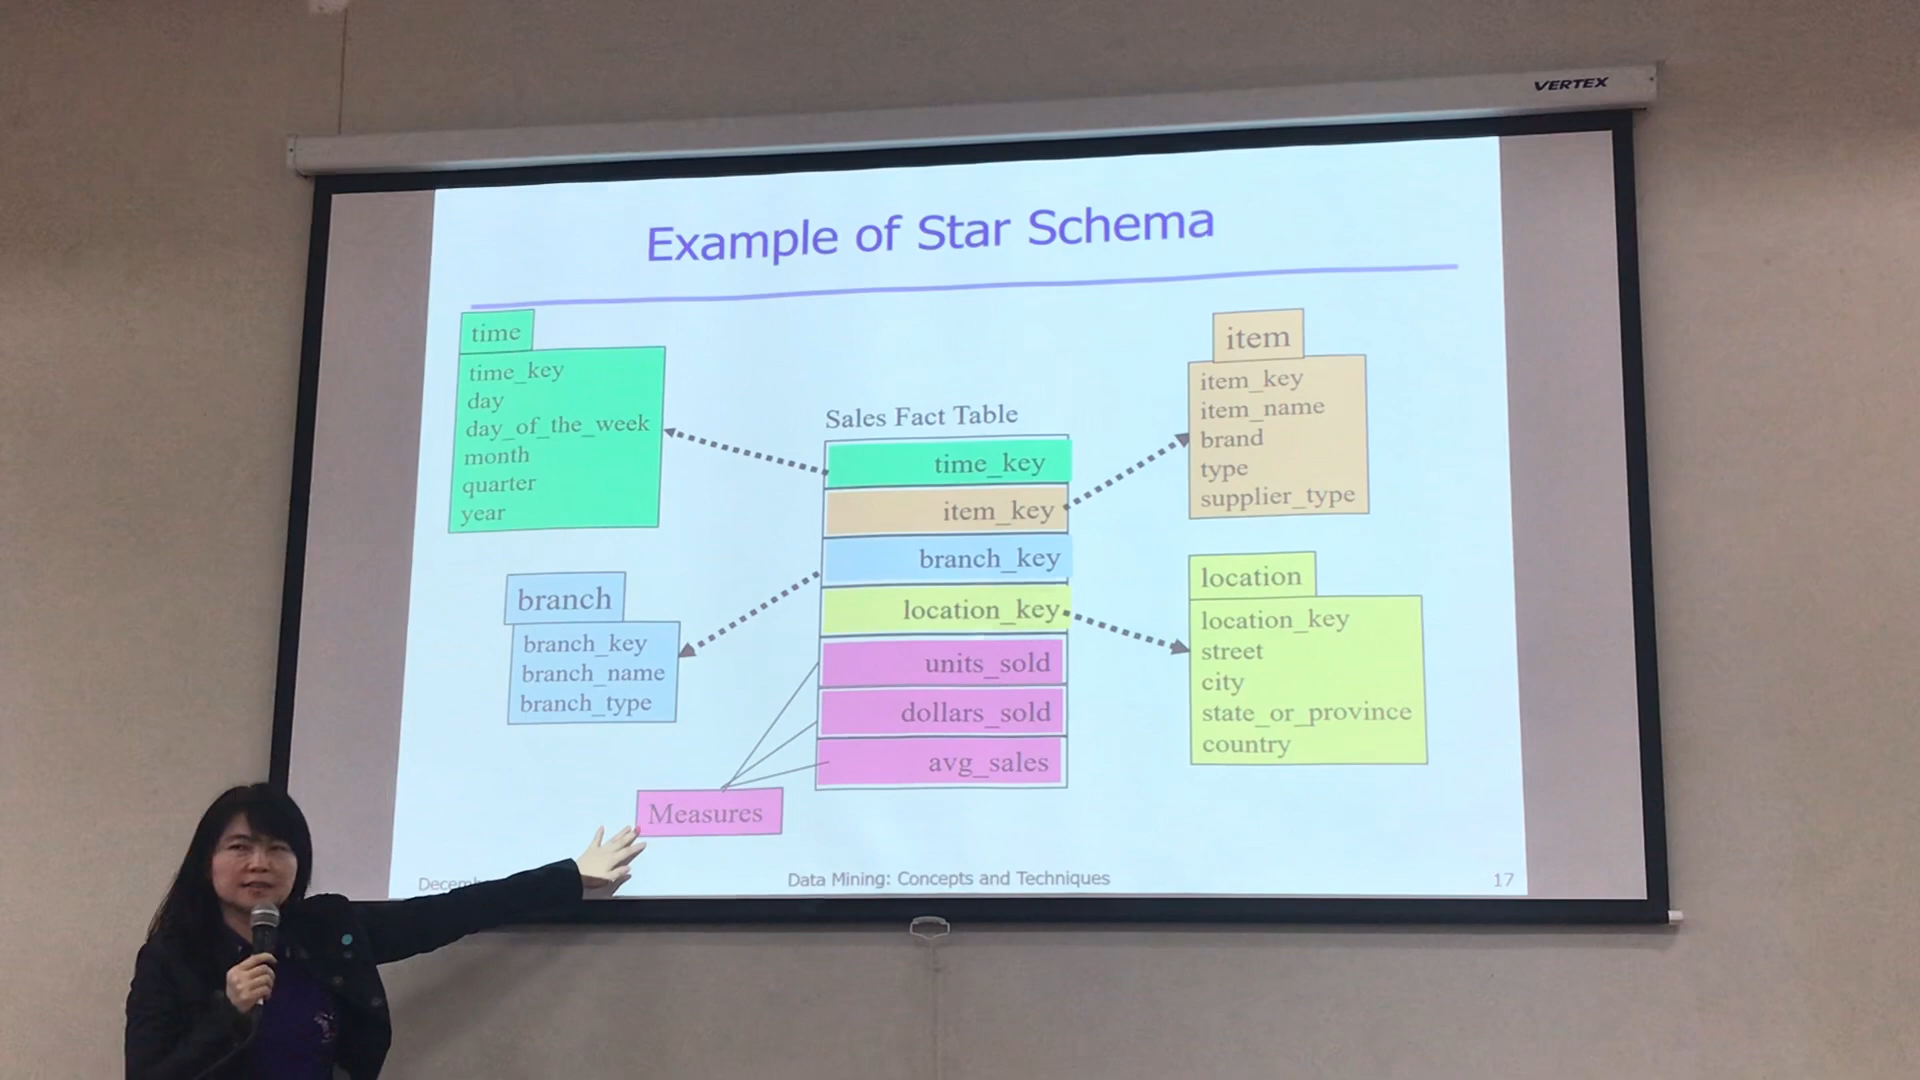 VERTEX
Example of Star Schema
time
time_key
day
day_of_the_week
month
quarter
year
item
item_key
item_name
brand
type
supplier_type
Sales Fact Table
time_key
item_key
branch_key
location_key
units_sold
dollars_sold
avg_sales
branch
branch_key
branch_name
branch_type
location
location_key
street
city
state_or_province
country
Measures
Data Mining: Concepts and Techniques
17